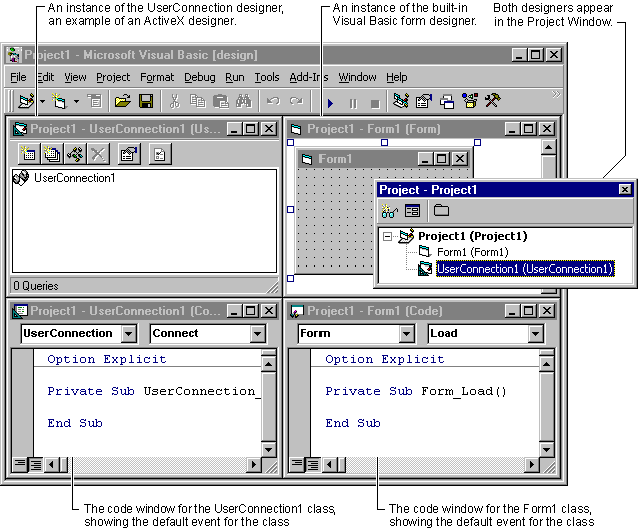 An instance of the UserConnection designer,
an example of an ActiveX designer.
An instance of the built-in
Visual Basic form designer.
Both designers appear
in the Project Window.
Project1 - Microsoft Visual Basic [design]
File Edit View Project Format Debug Run Tools Add-Ins Window Help
Project1 - UserConnection1 (Us...
UserConnection1
0 Queries
Project1 - Form1 (Form)
Form1
Project - Project1
Project1 (Project1)
Form1 (Form1)
UserConnection1 (UserConnection1)
Project1 - UserConnection1 (Co...
UserConnection Connect
Option Explicit
Private Sub UserConnection_
End Sub
Project1 - Form1 (Code)
Form Load
Option Explicit
Private Sub Form_Load()
End Sub
The code window for the UserConnection1 class,
showing the default event for the class
The code window for the Form1 class,
showing the default event for the class